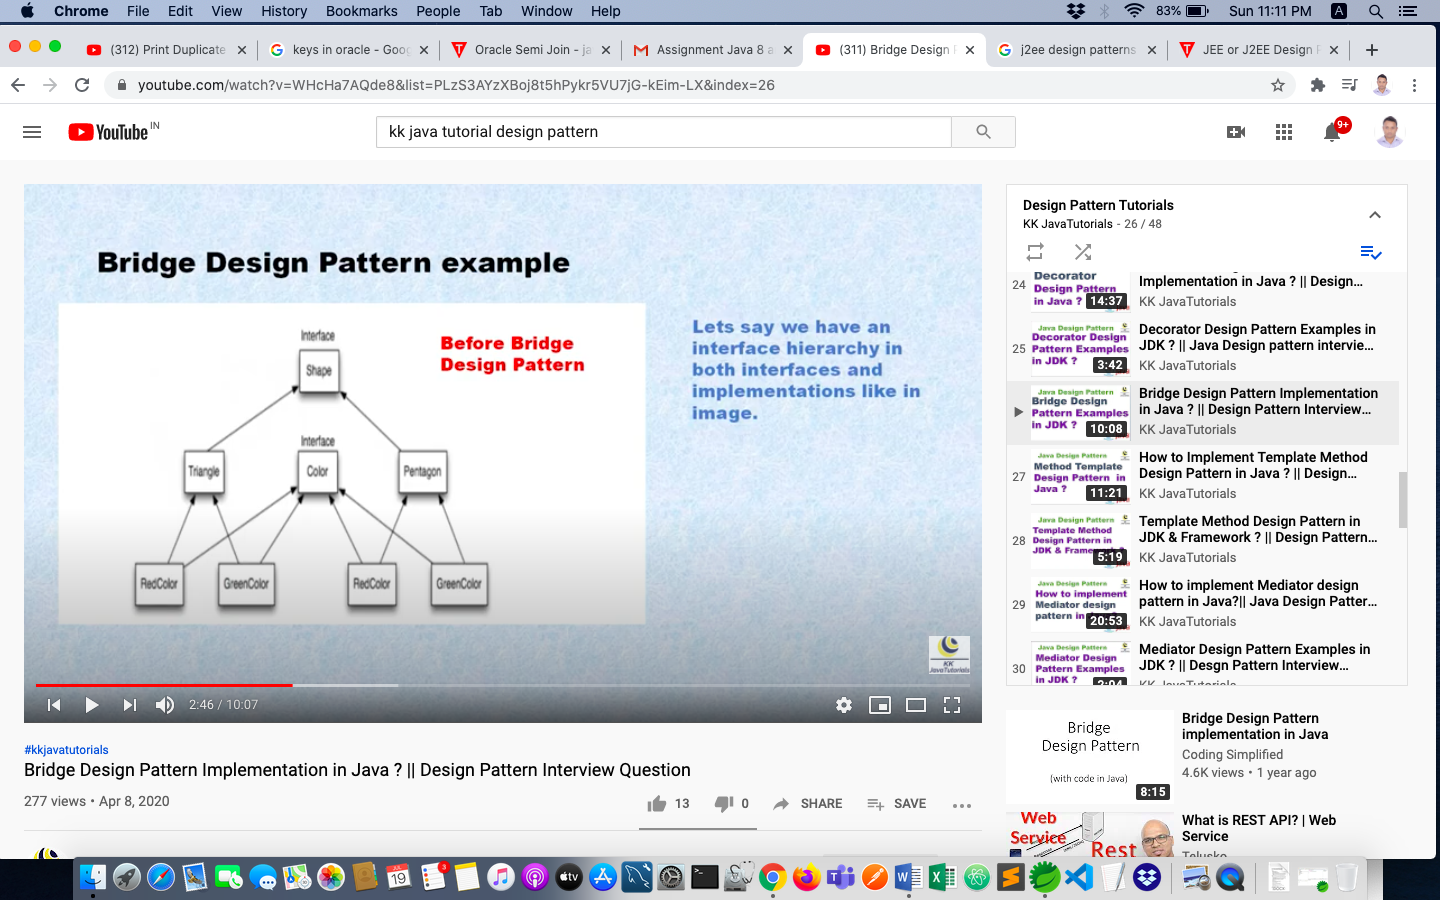 Chrome File Edit View History Bookmarks People Tab Window Help 83% Sun 11:11 PM A
(312) Print Duplicate
keys in oracle - Goog
Oracle Semi Join - ja
Assignment Java 8 a
(311) Bridge Design
j2ee design patterns
JEE or J2EE Design
youtube.com/watch?v=WHcHa7AQde8&list=PLzS3AYzXBoj8t5hPykr5VU7jG-kEim-LX&index=26
YouTube IN
kk java tutorial design pattern
9+
Bridge Design Pattern example
Before Bridge
Design Pattern
Interface
Shape
Interface
Triangle Color Pentagon
RedColor GreenColor RedColor GreenColor
Lets say we have an
interface hierarchy in
both interfaces and
implementations like in
image.
KK
JavaTutorials
2:46 / 10:07
#kkjavatutorials
Bridge Design Pattern Implementation in Java ? || Design Pattern Interview Question
277 views • Apr 8, 2020
13 0 SHARE SAVE
Design Pattern Tutorials
KK JavaTutorials - 26 / 48
24
Decorator
Design Pattern
in Java ?
14:37
Implementation in Java ? || Design...
KK JavaTutorials
25
Java Design Pattern
Decorator Design
Pattern Examples
in JDK ?
3:42
Decorator Design Pattern Examples in
JDK ? || Java Design pattern intervie...
KK JavaTutorials
Java Design Pattern
Bridge Design
Pattern Examples
in JDK ?
10:08
Bridge Design Pattern Implementation
in Java ? || Design Pattern Interview...
KK JavaTutorials
27
Java Design Pattern
Method Template
Design Pattern in
Java ?
11:21
How to Implement Template Method
Design Pattern in Java ? || Design...
KK JavaTutorials
28
Java Design Pattern
Template Method
Design Pattern in
JDK & Framework ?
5:19
Template Method Design Pattern in
JDK & Framework ? || Design Pattern...
KK JavaTutorials
29
Java Design Pattern
How to implement
Mediator design
pattern in
20:53
How to implement Mediator design
pattern in Java?|| Java Design Patter...
KK JavaTutorials
30
Java Design Pattern
Mediator Design
Pattern Examples
in JDK ?
3:04
Mediator Design Pattern Examples in
JDK ? || Desgn Pattern Interview...
KK JavaTutorials
Bridge
Design Pattern
(with code in Java)
8:15
Bridge Design Pattern
implementation in Java
Coding Simplified
4.6K views • 1 year ago
Web
Service
Rest
What is REST API? | Web
Service
Telusko
JUL
19
3
tv